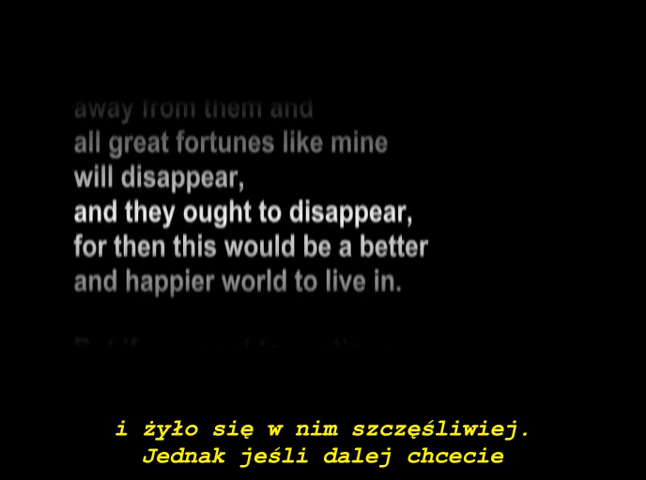 away from them and
all great fortunes like mine
will disappear,
and they ought to disappear,
for then this would be a better
and happier world to live in.
i żyło się w nim szczęśliwiej.
Jednak jeśli dalej chcecie